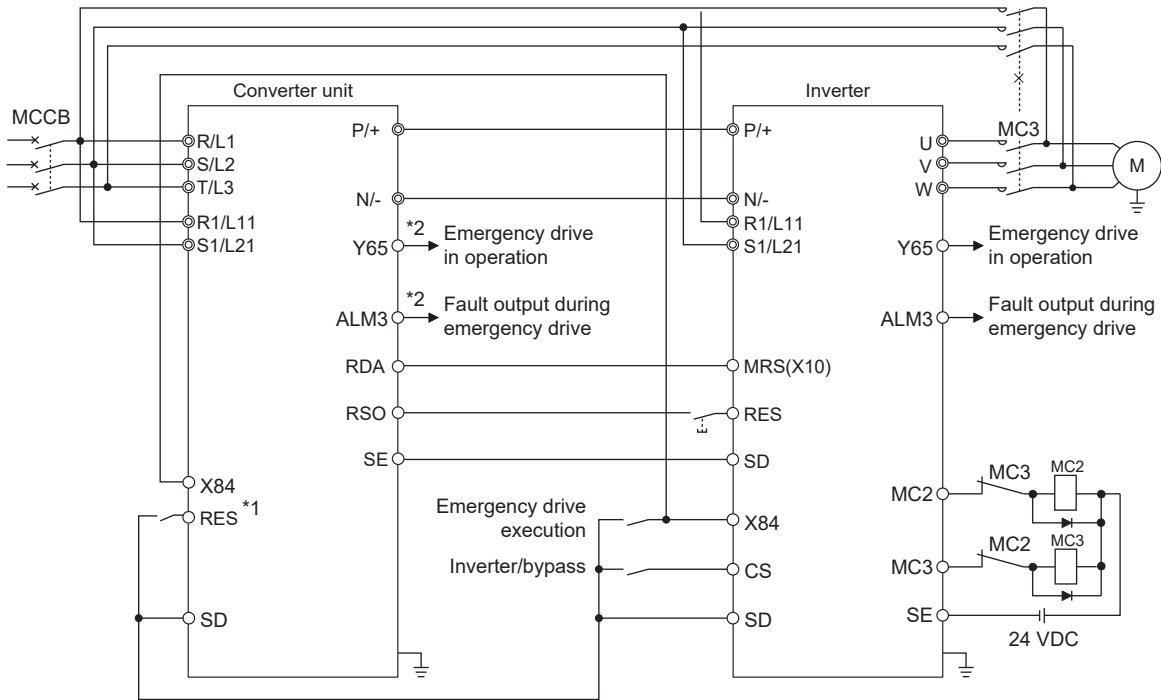 Converter unit
Inverter
MCCB
MC3
R/L1
S/L2
T/L3
R1/L11
S1/L21
X84
RES *1
SD
P/+
N/-
Y65
*2
Emergency drive
in operation
ALM3
*2
Fault output during
emergency drive
RDA
RSO
SE
Emergency drive
execution
Inverter/bypass
P/+
N/-
R1/L11
S1/L21
MRS(X10)
RES
SD
X84
CS
SD
U
V
W
M
Y65
Emergency drive
in operation
ALM3
Fault output during
emergency drive
MC2
MC3
MC2
MC3
MC2
MC3
SE
24 VDC